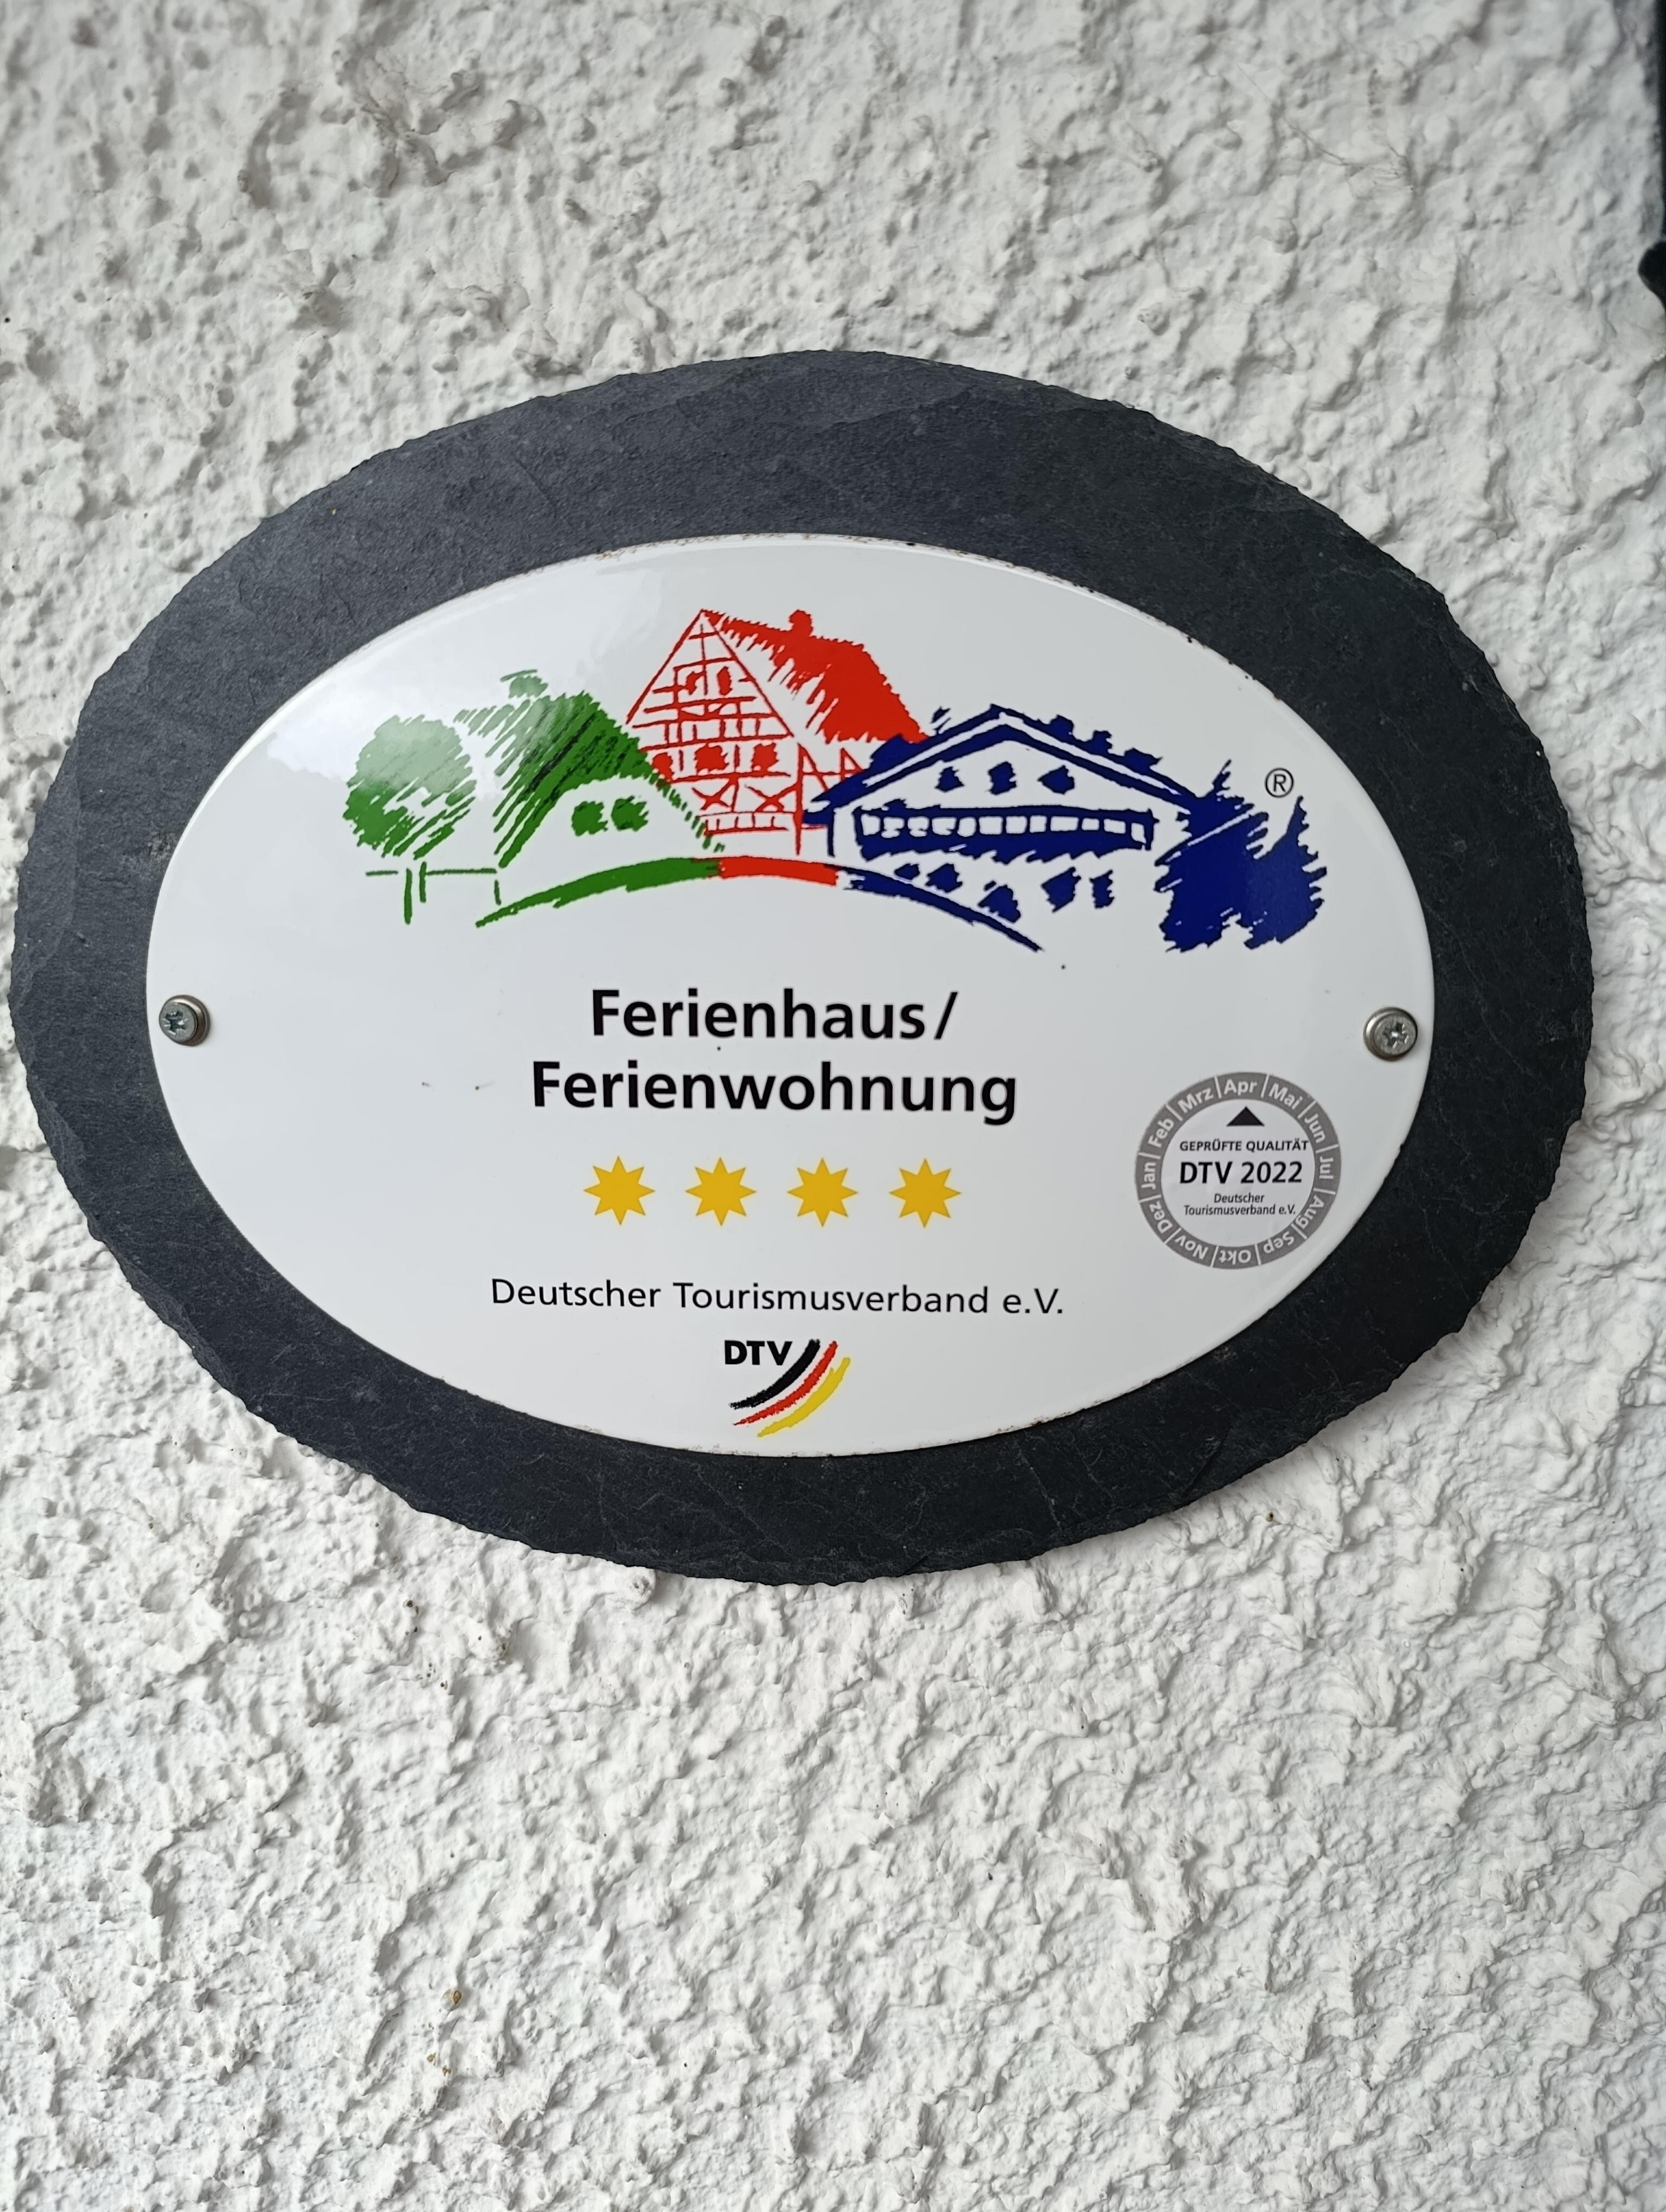 ®
Ferienhaus/
Ferienwohnung
Jan|Feb|Mrz|Apr|Mai|Jun|Jul|Aug|Sep|Okt|Nov|Dez
GEPRÜFTE QUALITÄT
DTV 2022
Deutscher
Tourismusverband e.V.
Deutscher Tourismusverband e.V.
DTV